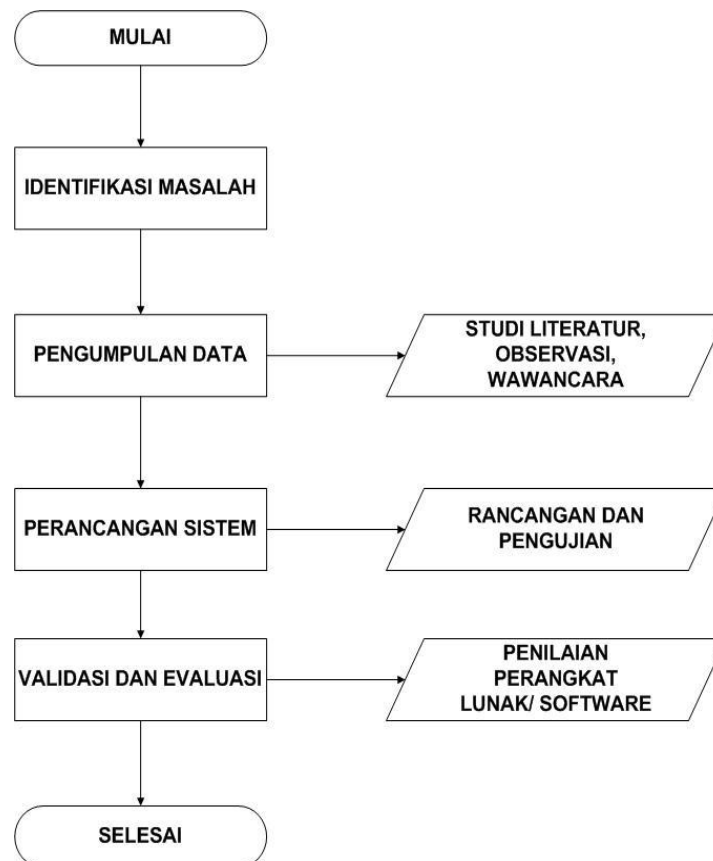 MULAI
IDENTIFIKASI MASALAH
PENGUMPULAN DATA
STUDI LITERATUR,
OBSERVASI,
WAWANCARA
PERANCANGAN SISTEM
RANCANGAN DAN
PENGUJIAN
VALIDASI DAN EVALUASI
PENILAIAN
PERANGKAT
LUNAK/ SOFTWARE
SELESAI